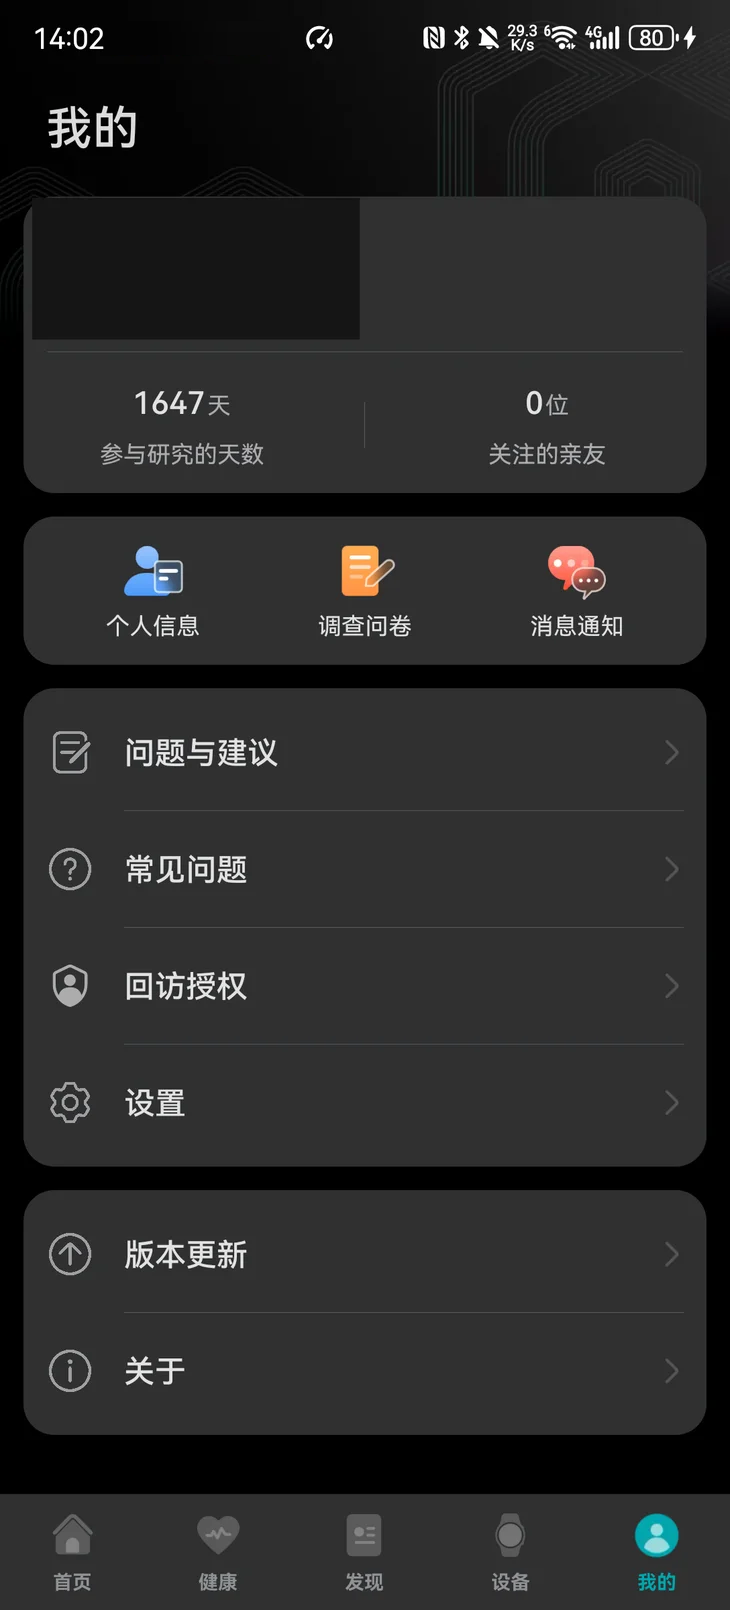 14:02
29.3 K/s
6
4G
80
我的
1647天
0位
参与研究的天数
关注的亲友
个人信息
调查问卷
消息通知
问题与建议
常见问题
回访授权
设置
版本更新
关于
首页
健康
发现
设备
我的